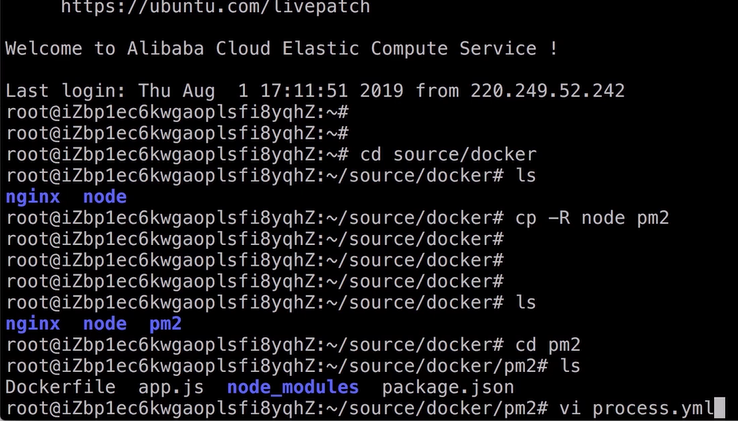 https://ubuntu.com/livepatch
Welcome to Alibaba Cloud Elastic Compute Service !
Last login: Thu Aug  1 17:11:51 2019 from 220.249.52.242
root@iZbp1ec6kwgaoplsfi8yqhZ:~#
root@iZbp1ec6kwgaoplsfi8yqhZ:~#
root@iZbp1ec6kwgaoplsfi8yqhZ:~# cd source/docker
root@iZbp1ec6kwgaoplsfi8yqhZ:~/source/docker# ls
nginx  node
root@iZbp1ec6kwgaoplsfi8yqhZ:~/source/docker# cp -R node pm2
root@iZbp1ec6kwgaoplsfi8yqhZ:~/source/docker#
root@iZbp1ec6kwgaoplsfi8yqhZ:~/source/docker#
root@iZbp1ec6kwgaoplsfi8yqhZ:~/source/docker#
root@iZbp1ec6kwgaoplsfi8yqhZ:~/source/docker# ls
nginx  node  pm2
root@iZbp1ec6kwgaoplsfi8yqhZ:~/source/docker# cd pm2
root@iZbp1ec6kwgaoplsfi8yqhZ:~/source/docker/pm2# ls
Dockerfile  app.js  node_modules  package.json
root@iZbp1ec6kwgaoplsfi8yqhZ:~/source/docker/pm2# vi process.yml